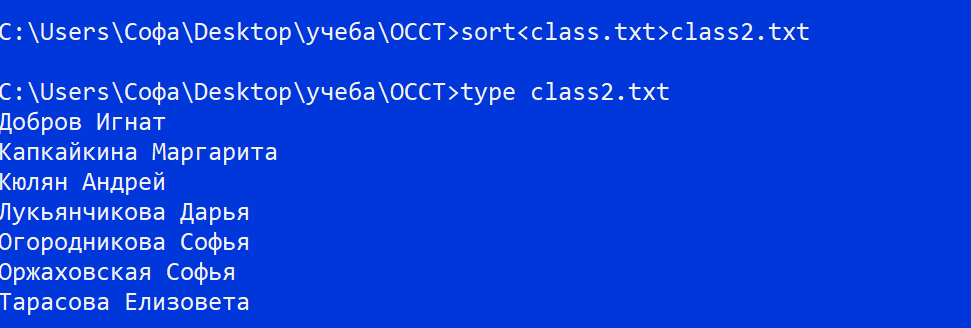 C:\Users\Софа\Desktop\учеба\ОССТ>sort<class.txt>class2.txt
C:\Users\Софа\Desktop\учеба\ОССТ>type class2.txt
Добров Игнат
Капкайкина Маргарита
Кюлян Андрей
Лукьянчикова Дарья
Огородникова Софья
Оржаховская Софья
Тарасова Елизовета